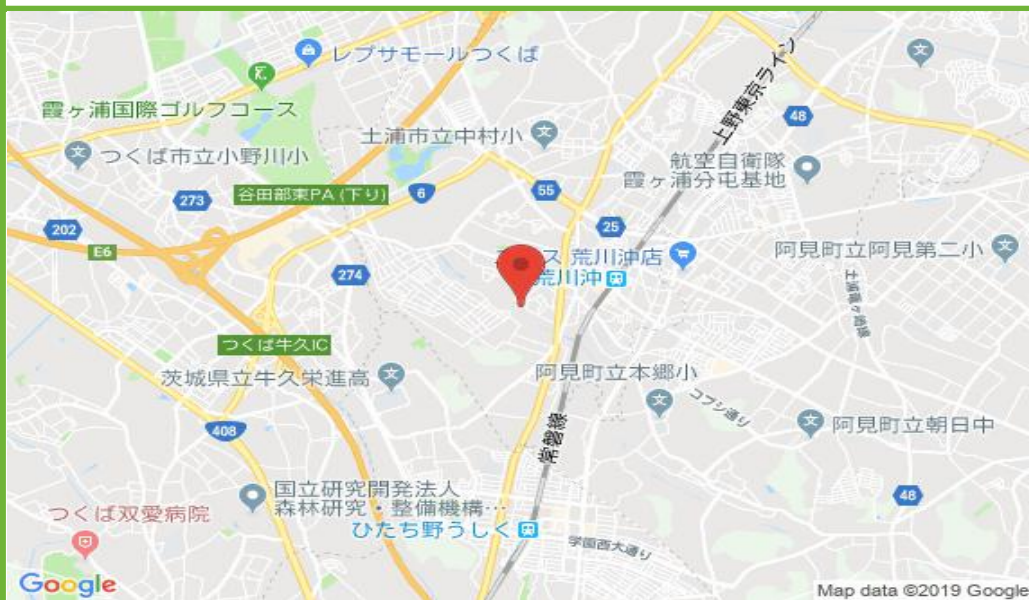 レプサモールつくば
霞ヶ浦国際ゴルフコース
土浦市立中村小
つくば市立小野川小
上野東京ライン
48
航空自衛隊
霞ヶ浦分屯基地
谷田部東PA (下り)
6
55
273
202
25
E6
274
荒川沖店
阿見町立阿見第二小
荒川沖
土浦竜ヶ崎線
つくば牛久IC
茨城県立牛久栄進高
阿見町立本郷小
コブシ通り
阿見町立朝日中
408
常磐線
国立研究開発法人
森林研究・整備機構…
48
つくば双愛病院
ひたち野うしく
学園西大通り
Google
Map data ©2019 Google